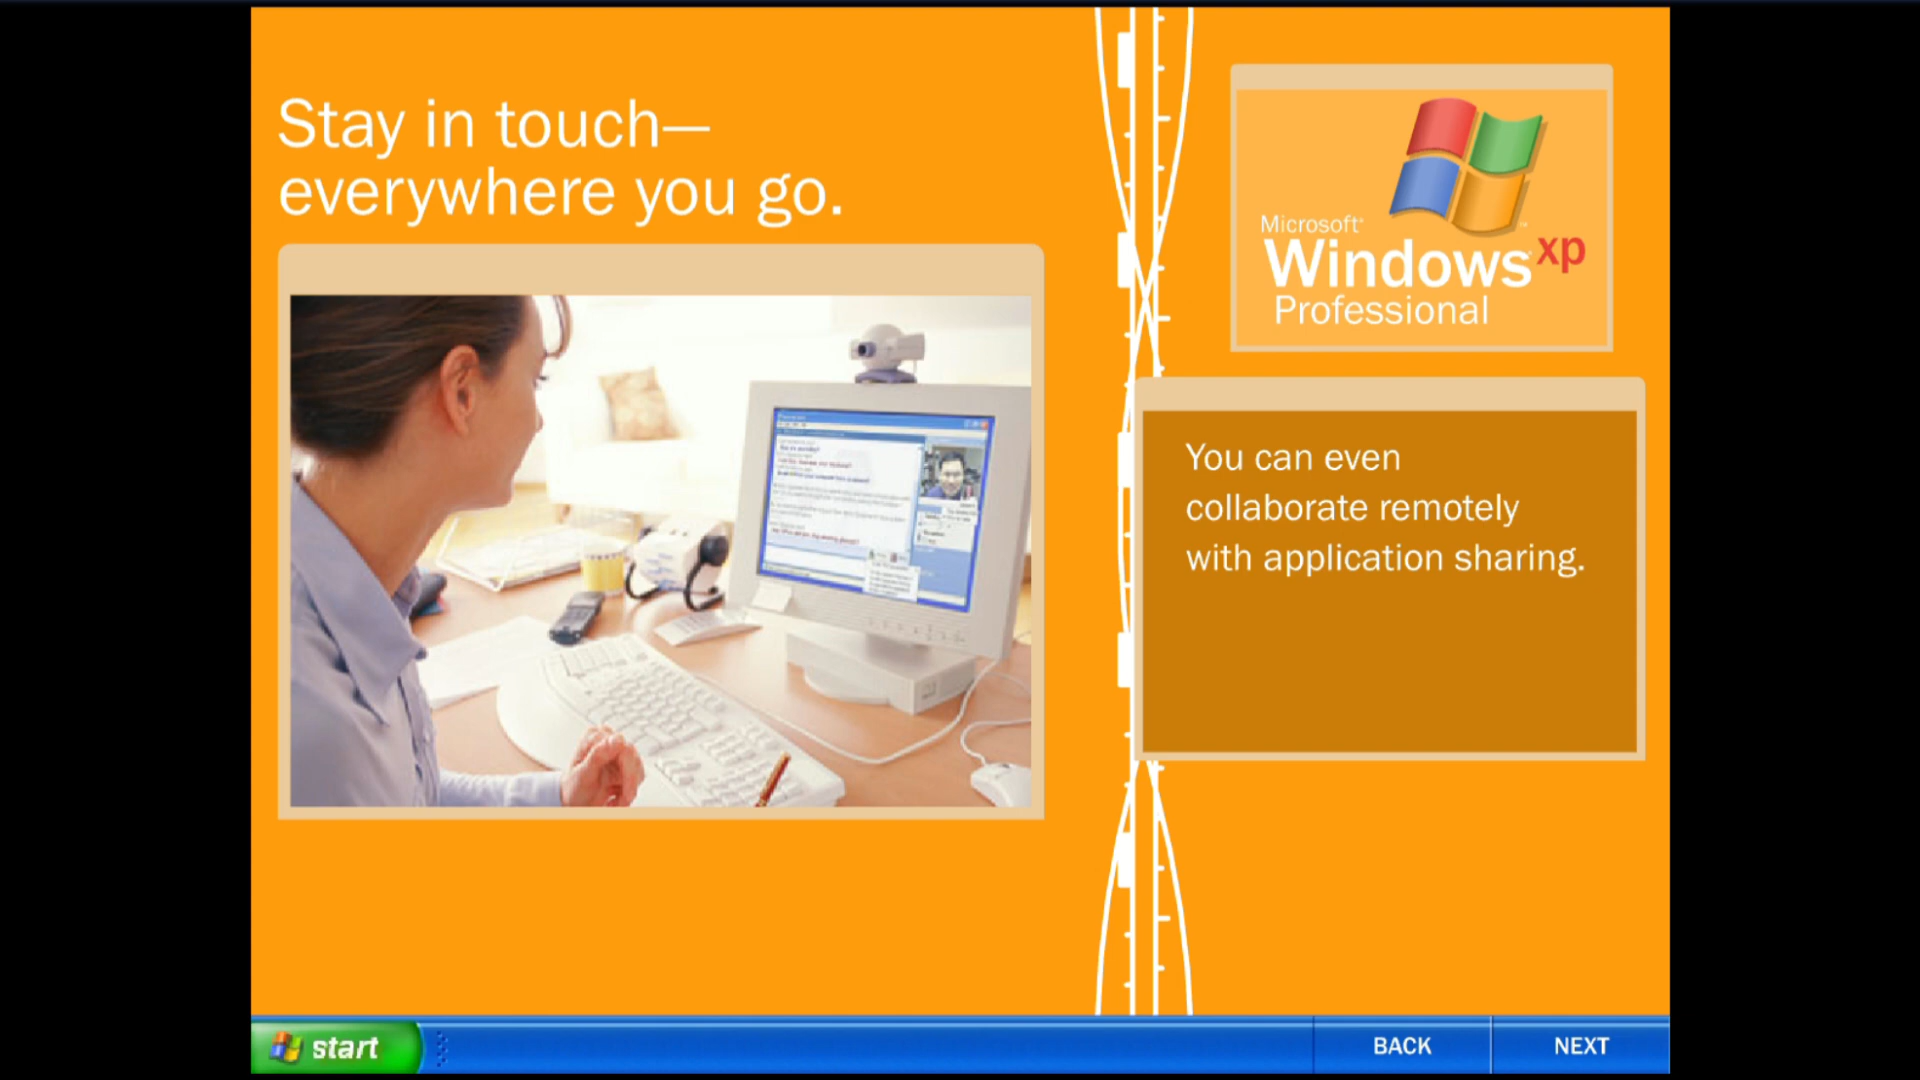 Stay in touch—
everywhere you go.
Microsoft®
Windows xp
Professional
You can even
collaborate remotely
with application sharing.
start
BACK
NEXT